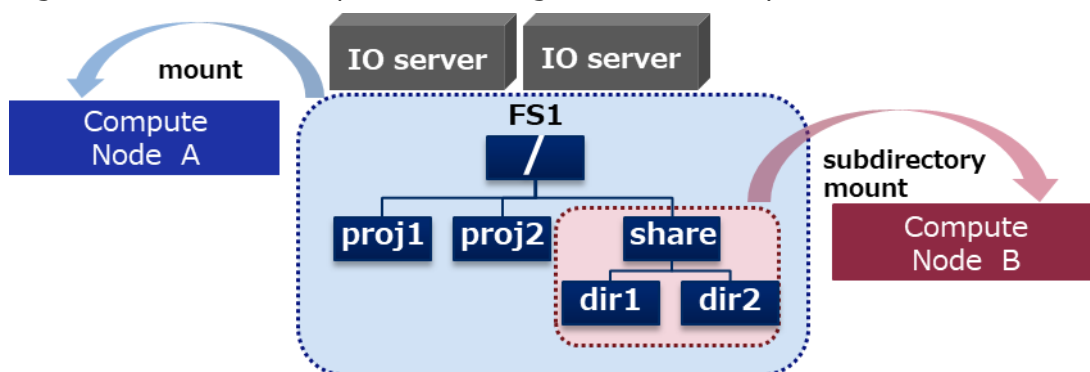 IO server
IO server
mount
Compute
Node A
FS1
/
subdirectory
mount
proj1
proj2
share
Compute
Node B
dir1
dir2